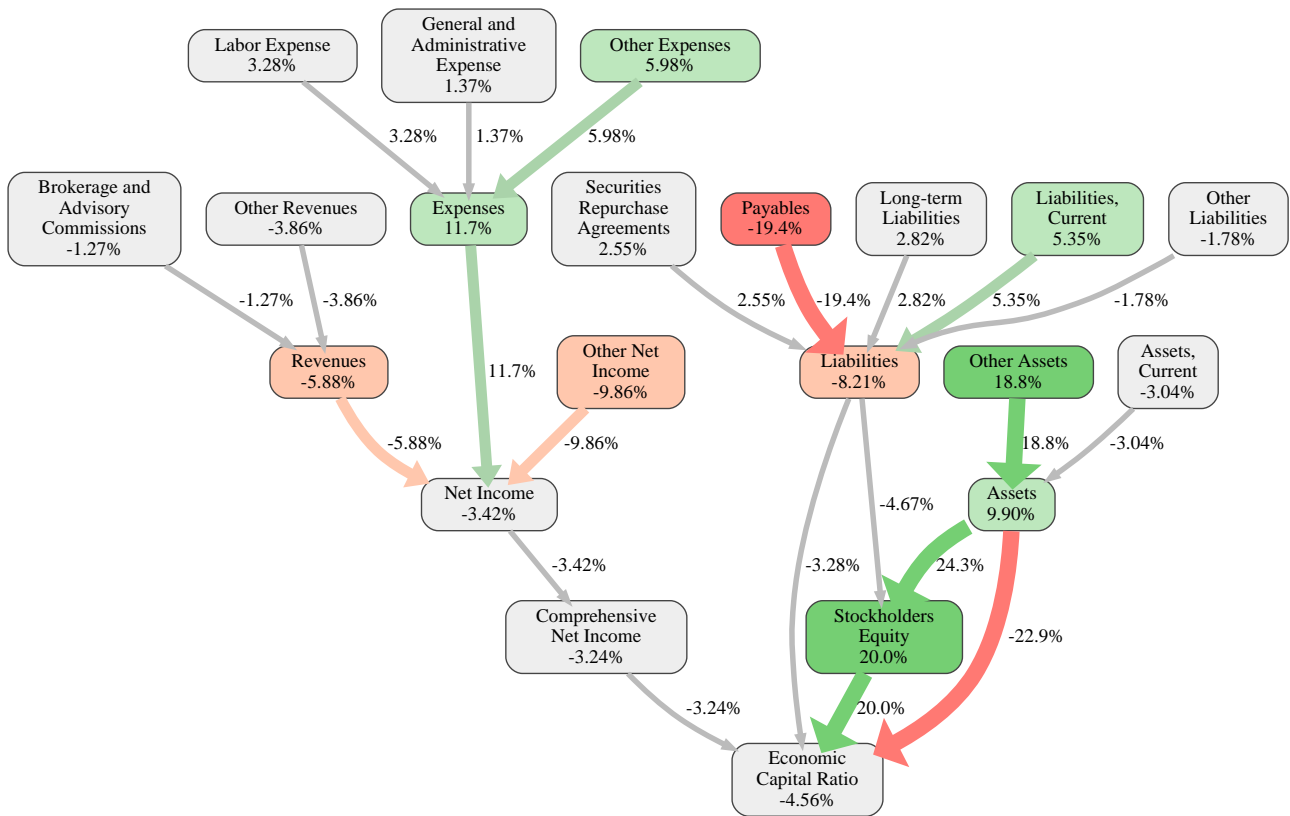 Labor Expense
3.28%
General and
Administrative
Expense
1.37%
Other Expenses
5.98%
3.28%
1.37%
5.98%
Brokerage and
Advisory
Commissions
-1.27%
Other Revenues
-3.86%
Expenses
11.7%
Securities
Repurchase
Agreements
2.55%
Payables
-19.4%
Long-term
Liabilities
2.82%
Liabilities,
Current
5.35%
Other
Liabilities
-1.78%
-1.27%
-3.86%
2.55%
-19.4%
2.82%
5.35%
-1.78%
Revenues
-5.88%
11.7%
Other Net
Income
-9.86%
Liabilities
-8.21%
Other Assets
18.8%
Assets,
Current
-3.04%
-5.88%
-9.86%
18.8%
-3.04%
Net Income
-3.42%
-4.67%
Assets
9.90%
-3.42%
-3.28%
24.3%
Comprehensive
Net Income
-3.24%
Stockholders
Equity
20.0%
-22.9%
-3.24%
20.0%
Economic
Capital Ratio
-4.56%